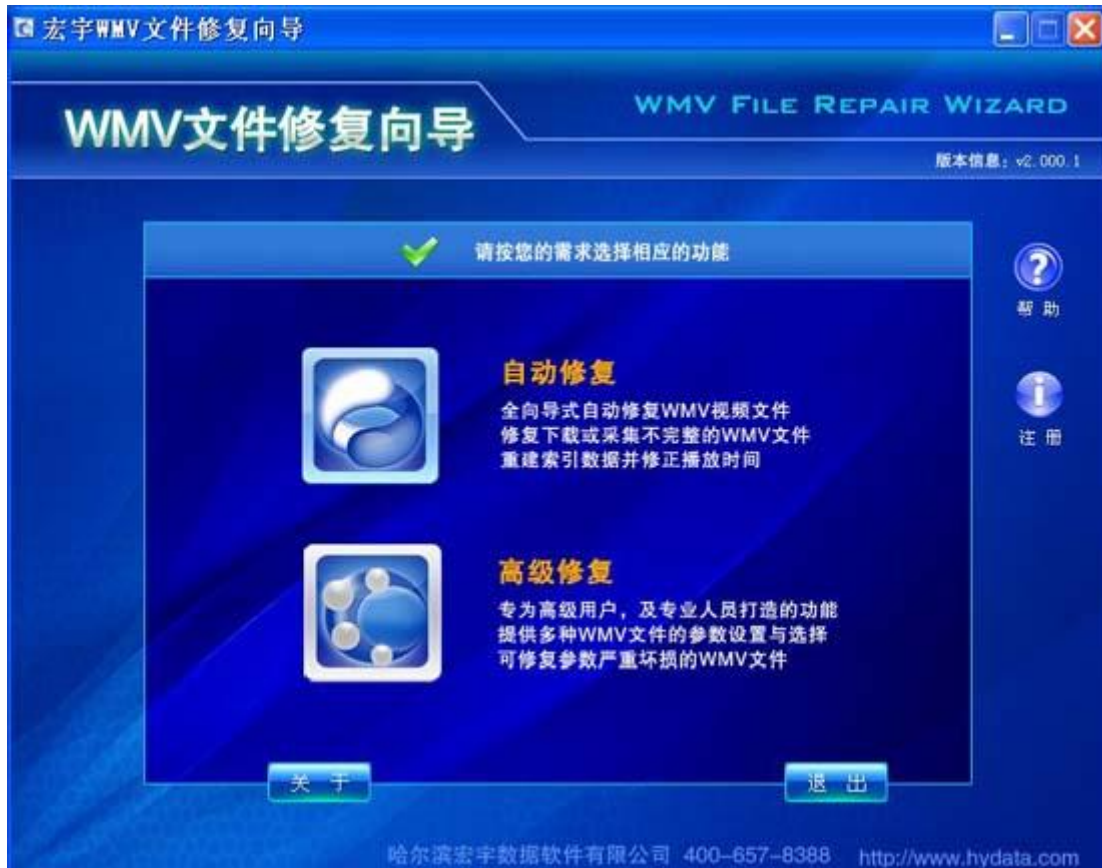 宏宇WMV文件修复向导
WMV文件修复向导
WMV FILE REPAIR WIZARD
版本信息：v2.000.1
请按您的需求选择相应的功能
帮 助
自动修复
全向导式自动修复WMV视频文件
修复下载或采集不完整的WMV文件
重建索引数据并修正播放时间
注 册
高级修复
专为高级用户，及专业人员打造的功能
提供多种WMV文件的参数设置与选择
可修复参数严重坏损的WMV文件
关 于
退 出
哈尔滨宏宇数据软件有限公司 400-657-8388 http://www.hydata.com